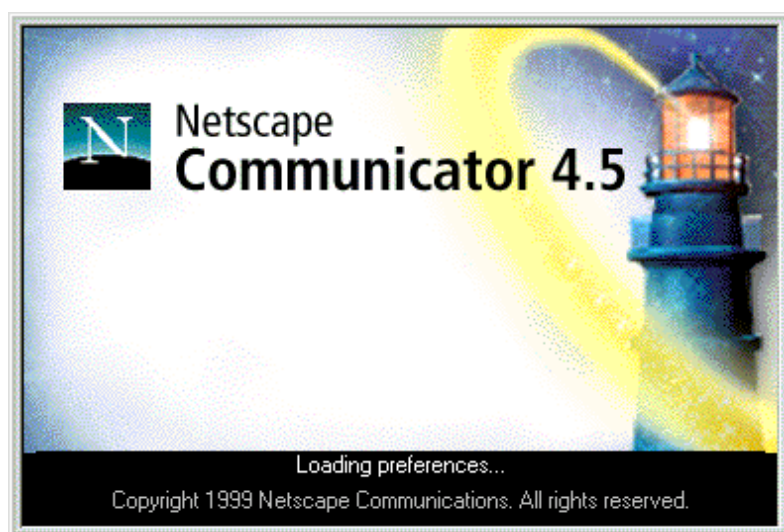 N
Netscape
Communicator 4.5
Loading preferences...
Copyright 1999 Netscape Communications. All rights reserved.